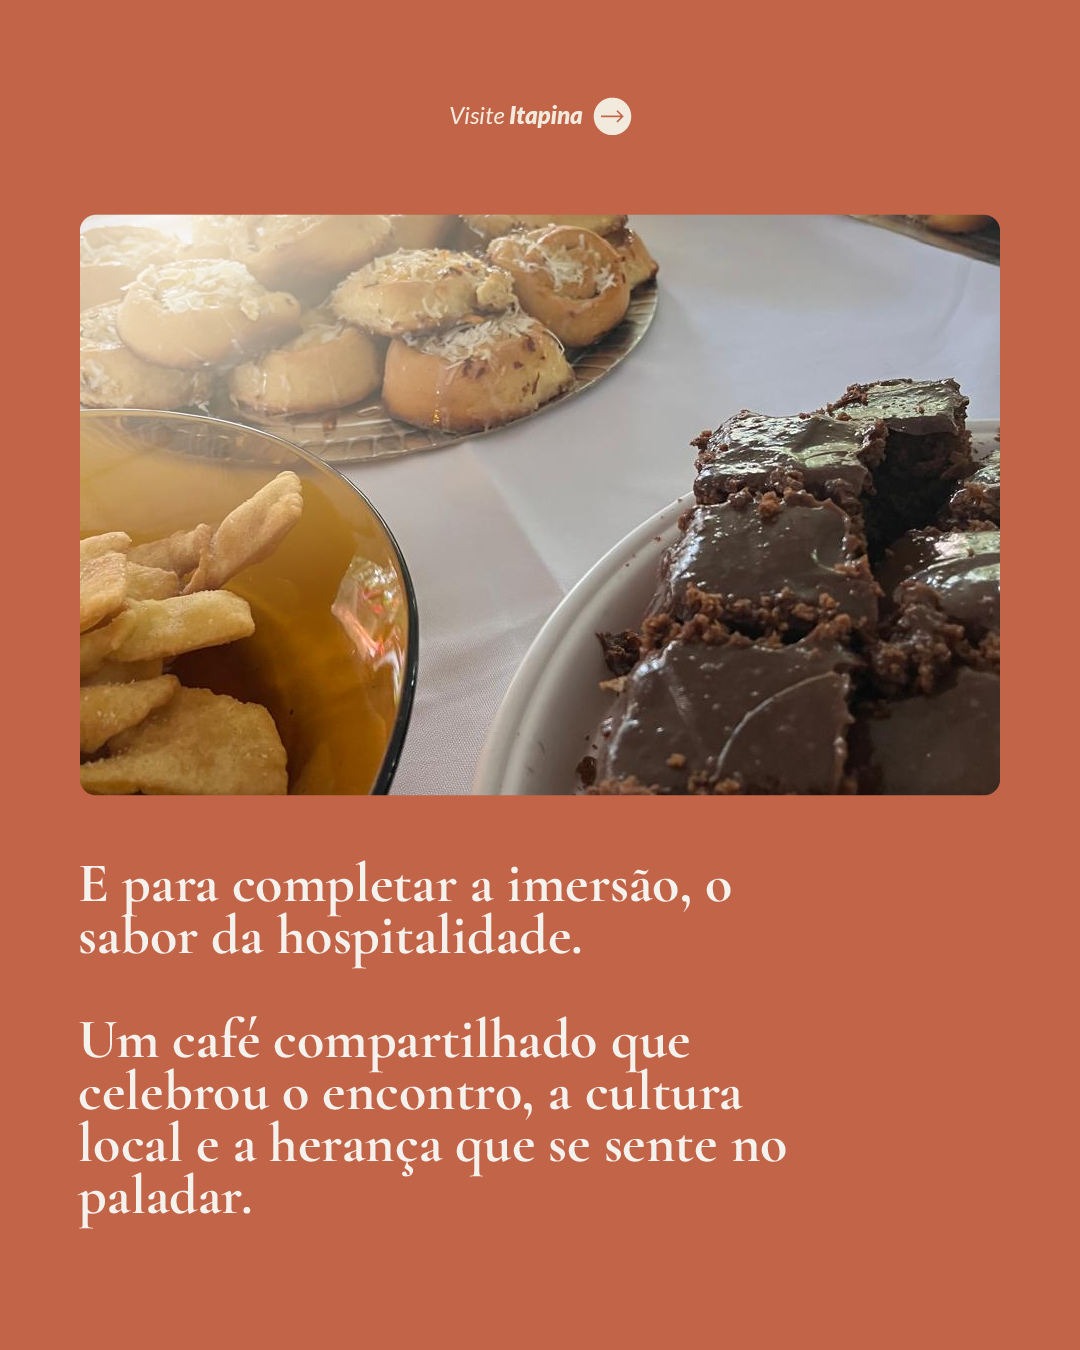 Visite Itapina
E para completar a imersão, o
sabor da hospitalidade.
Um café compartilhado que
celebrou o encontro, a cultura
local e a herança que se sente no
paladar.